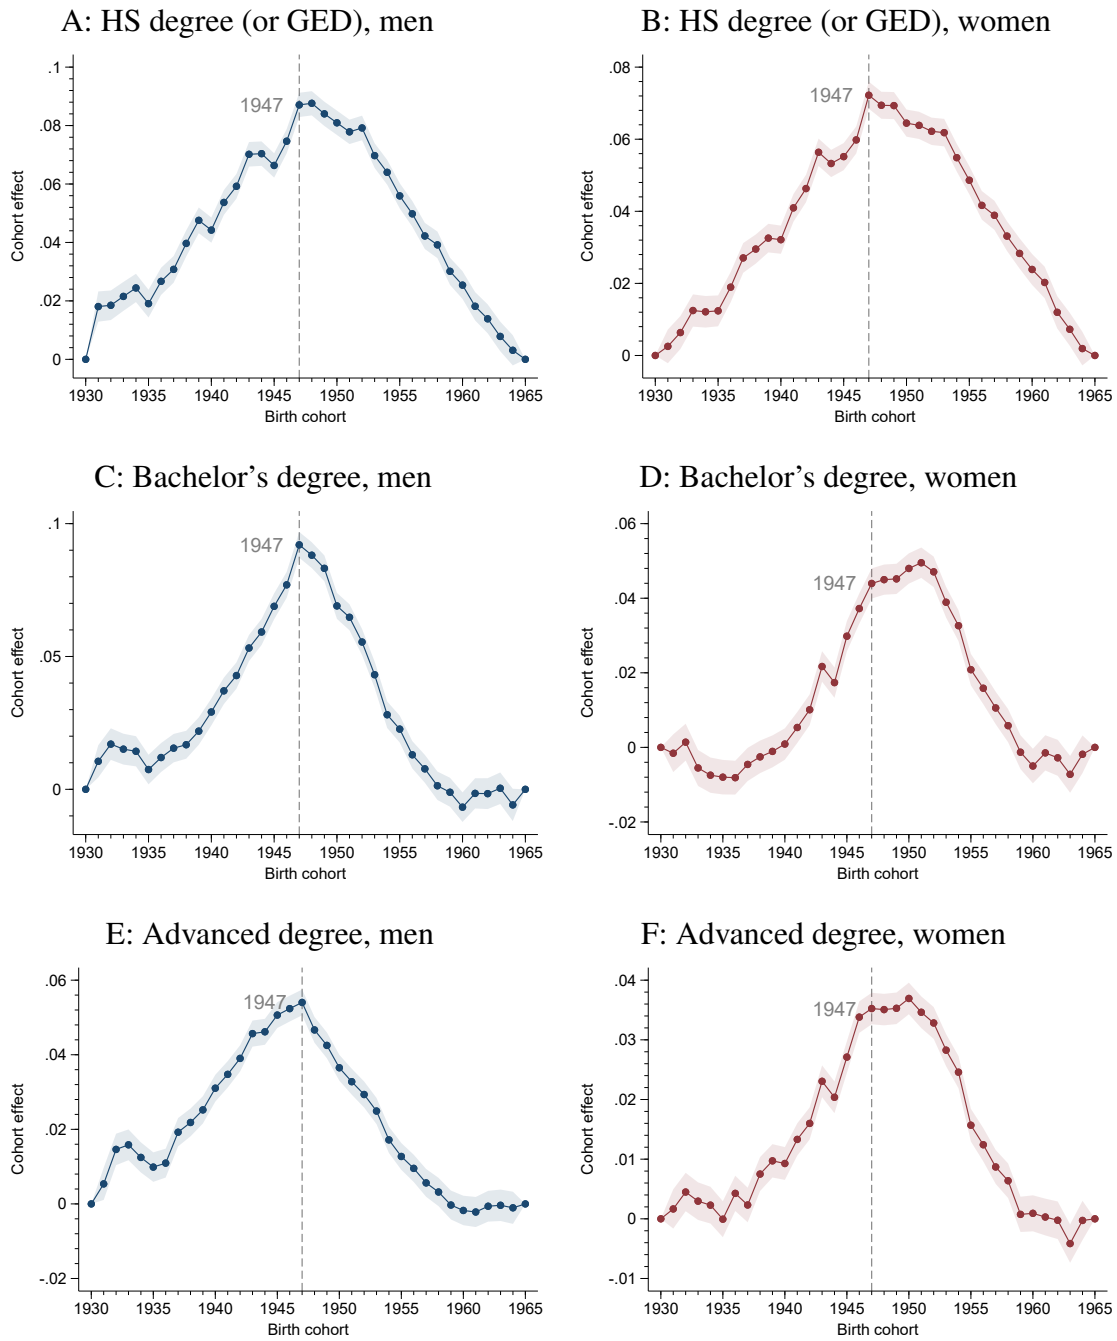 A: HS degree (or GED), men
.1
.08
.06
.04
.02
0
Cohort effect
1947
1930 1935 1940 1945 1950 1955 1960 1965
Birth cohort
B: HS degree (or GED), women
.08
.06
.04
.02
0
Cohort effect
1947
1930 1935 1940 1945 1950 1955 1960 1965
Birth cohort
C: Bachelor's degree, men
.1
.05
0
Cohort effect
1947
1930 1935 1940 1945 1950 1955 1960 1965
Birth cohort
D: Bachelor's degree, women
.06
.04
.02
0
-.02
Cohort effect
1947
1930 1935 1940 1945 1950 1955 1960 1965
Birth cohort
E: Advanced degree, men
.06
.04
.02
0
-.02
Cohort effect
1947
1930 1935 1940 1945 1950 1955 1960 1965
Birth cohort
F: Advanced degree, women
.04
.03
.02
.01
0
-.01
Cohort effect
1947
1930 1935 1940 1945 1950 1955 1960 1965
Birth cohort